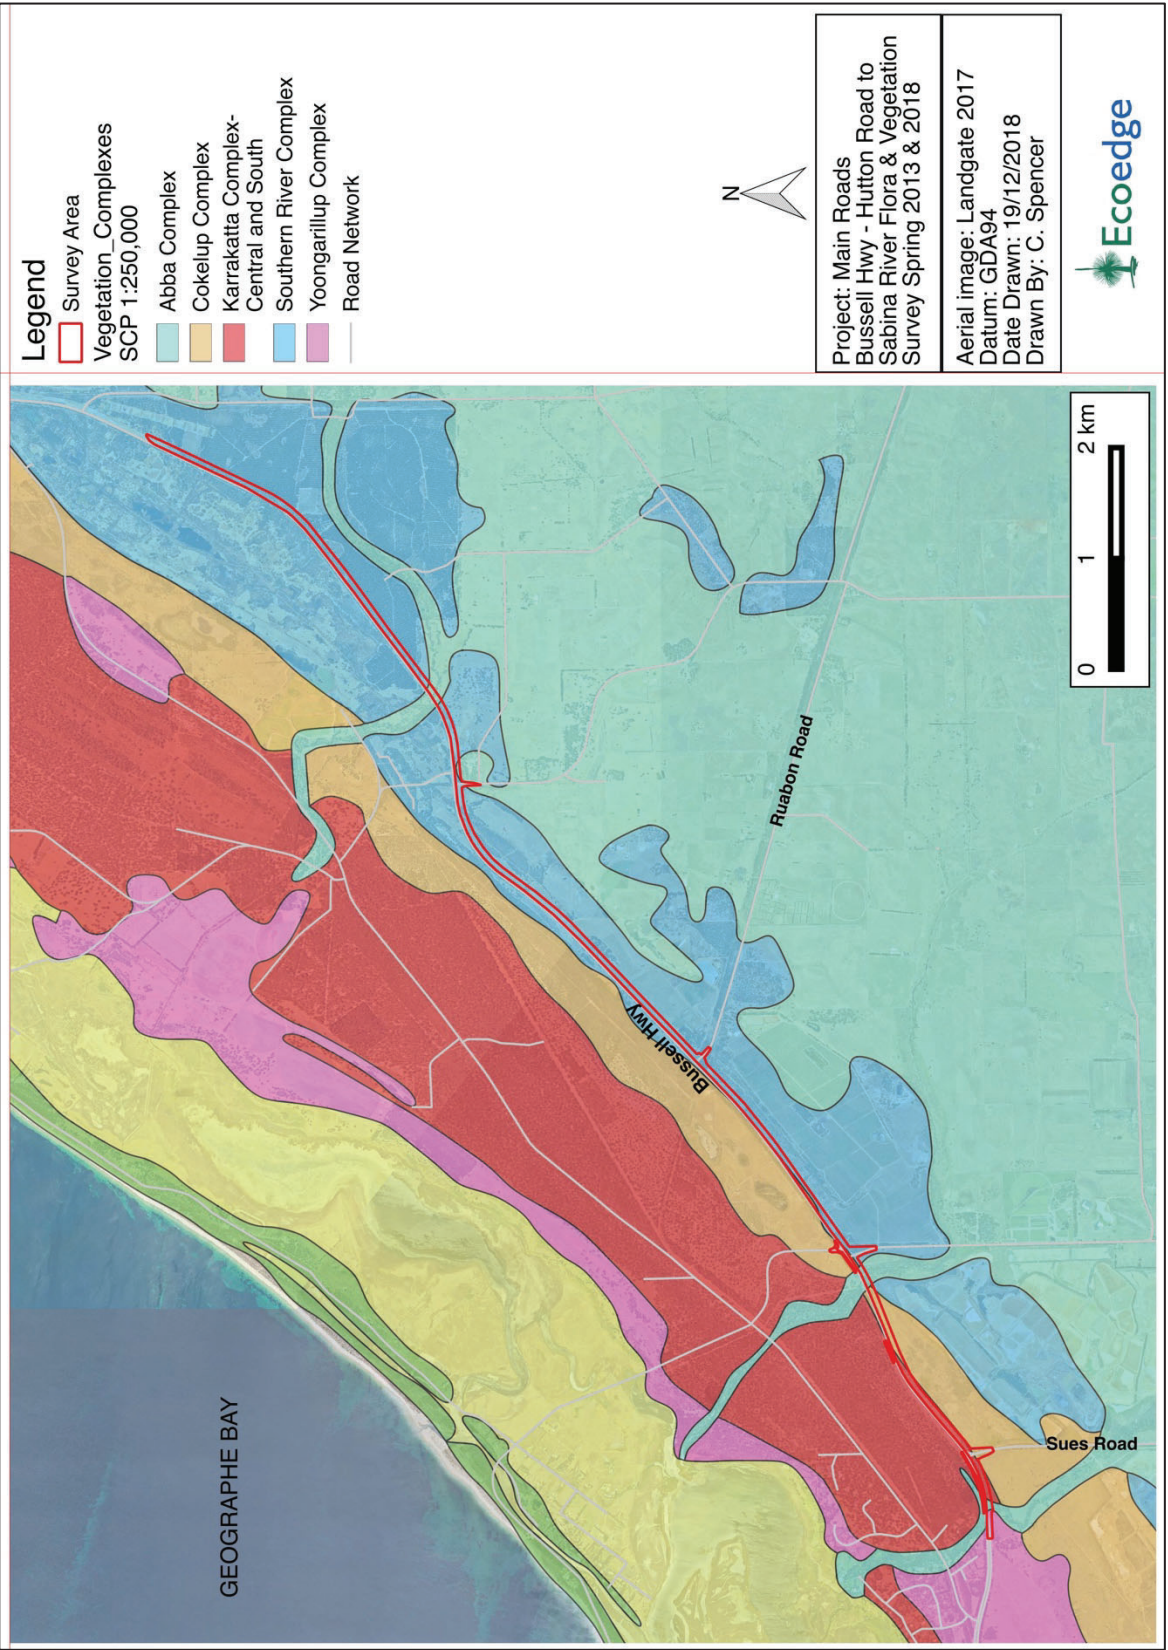 Legend
Survey Area
Vegetation_Complexes
SCP 1:250,000
Abba Complex
Cokelup Complex
Karrakatta Complex-
Central and South
Southern River Complex
Yoongarillup Complex
Road Network
N
Project: Main Roads
Bussell Hwy - Hutton Road to
Sabina River Flora & Vegetation
Survey Spring 2013 & 2018
Aerial image: Landgate 2017
Datum: GDA94
Date Drawn: 19/12/2018
Drawn By: C. Spencer
Ecoedge
GEOGRAPHE BAY
Bussell Hwy
Ruabon Road
Sues Road
0 1 2 km